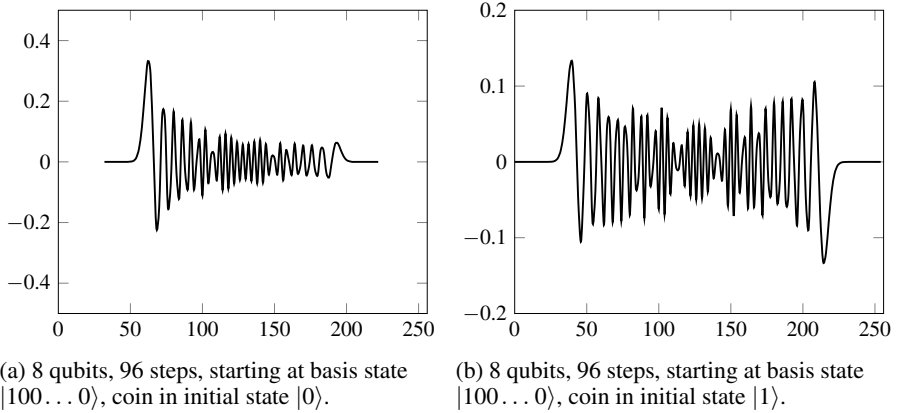 0.4
0.2
0
−0.2
−0.4
0 50 100 150 200 250
0.2
0.1
0
−0.1
−0.2
0 50 100 150 200 250
(a) 8 qubits, 96 steps, starting at basis state
|100...0⟩, coin in initial state |0⟩.
(b) 8 qubits, 96 steps, starting at basis state
|100...0⟩, coin in initial state |1⟩.